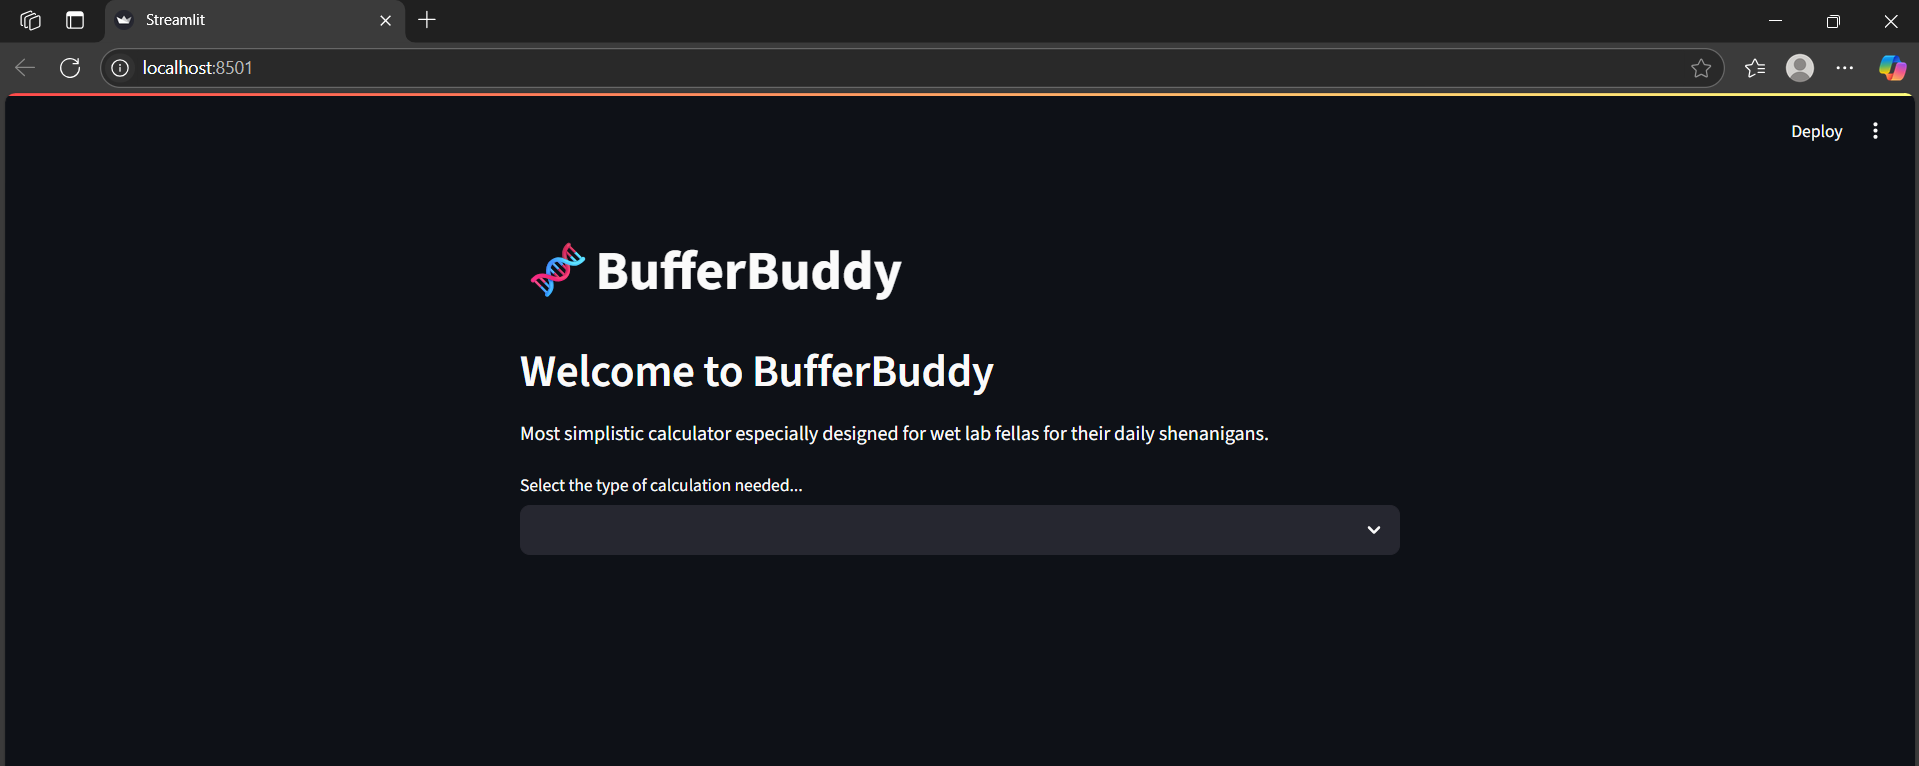 Streamlit
localhost:8501
Deploy
BufferBuddy
Welcome to BufferBuddy
Most simplistic calculator especially designed for wet lab fellas for their daily shenanigans.
Select the type of calculation needed...